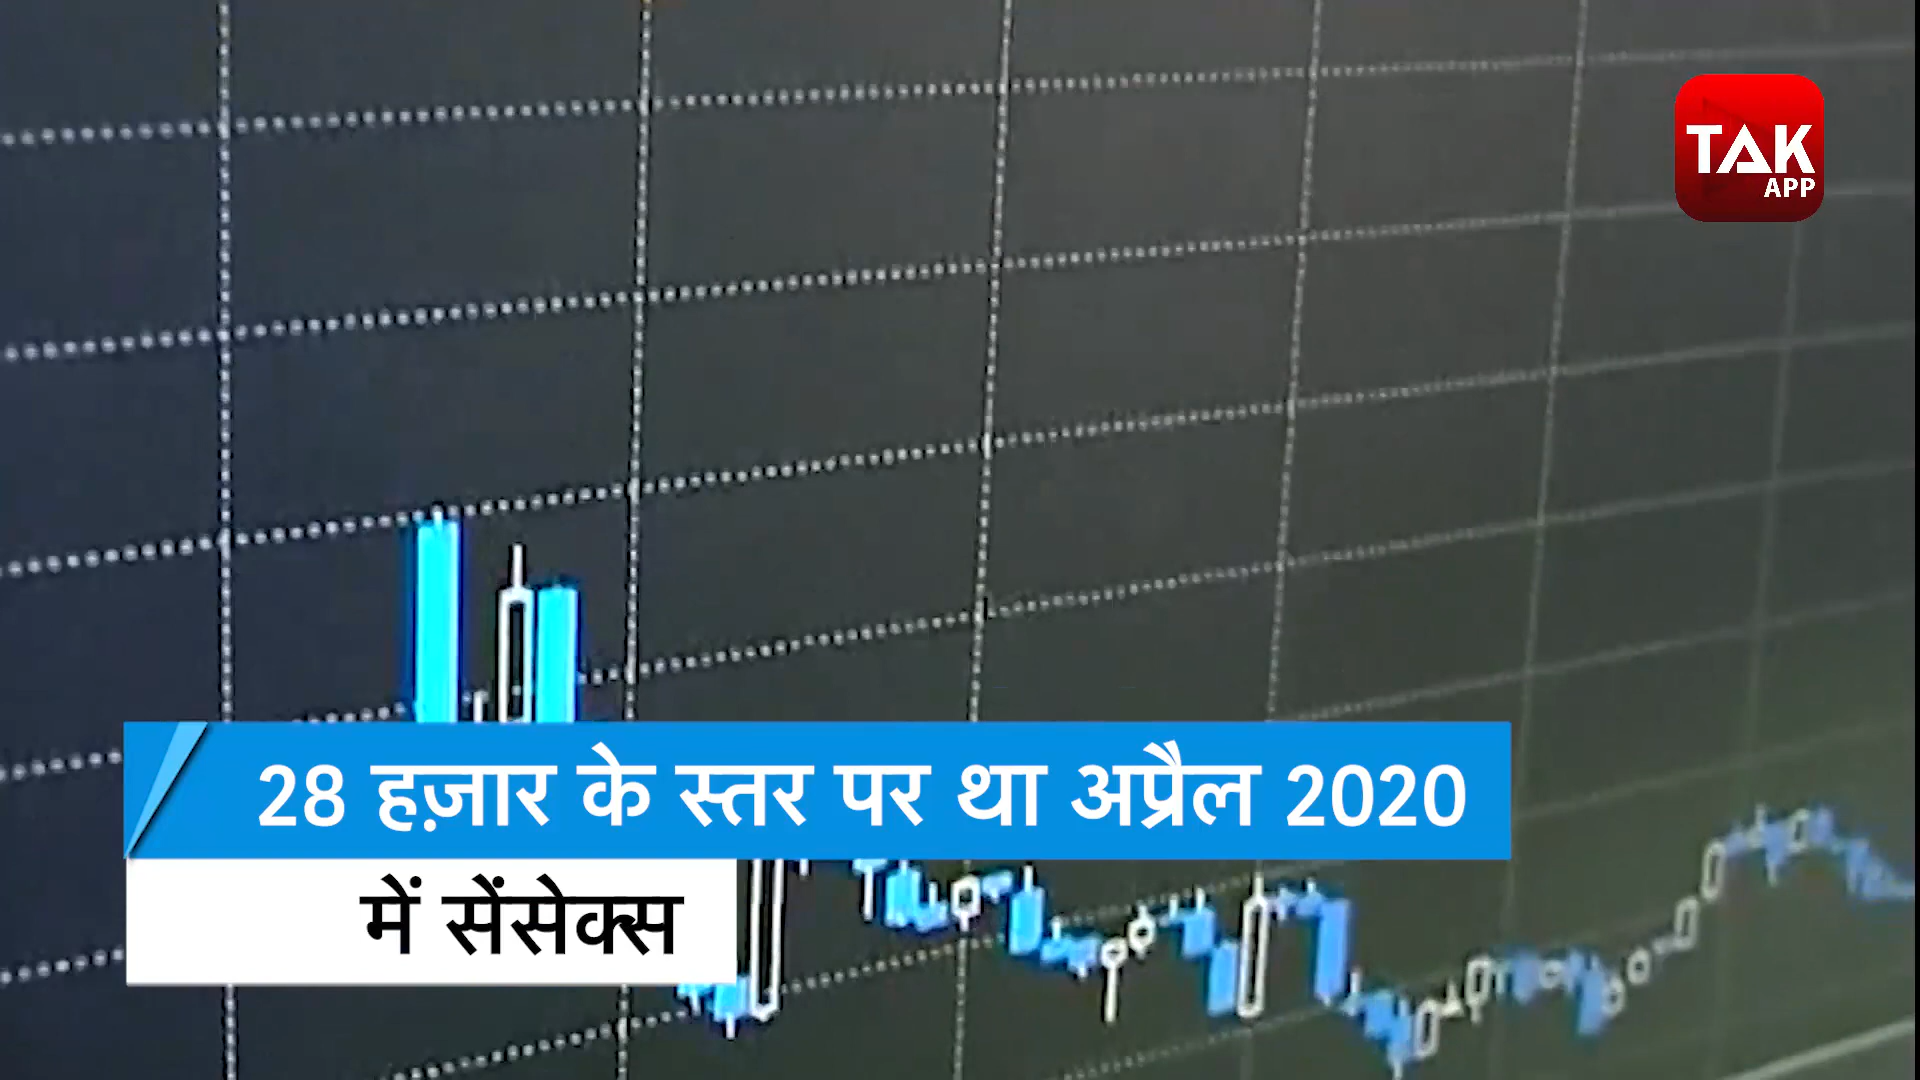 TAK
APP
28 हज़ार के स्तर पर था अप्रैल 2020
में सेंसेक्स